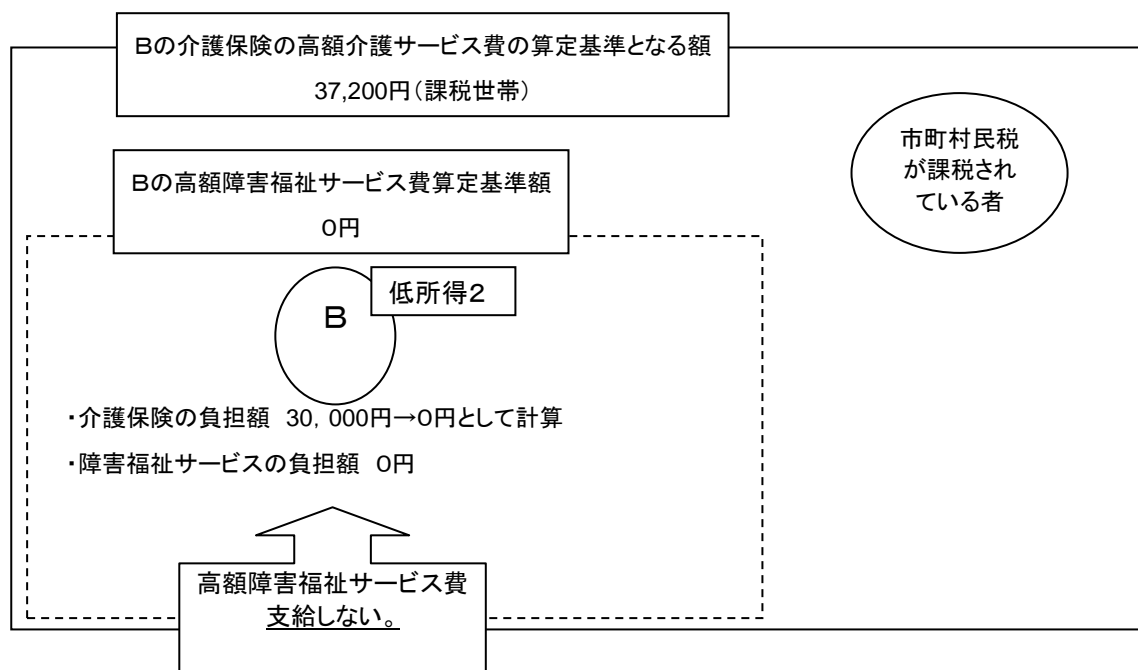 Bの介護保険の高額介護サービス費の算定基準となる額
37,200円(課税世帯)
市町村民税
が課税され
ている者
Bの高額障害福祉サービス費算定基準額
0円
低所得2
B
・介護保険の負担額 30,000円→0円として計算
・障害福祉サービスの負担額 0円
高額障害福祉サービス費
支給しない。